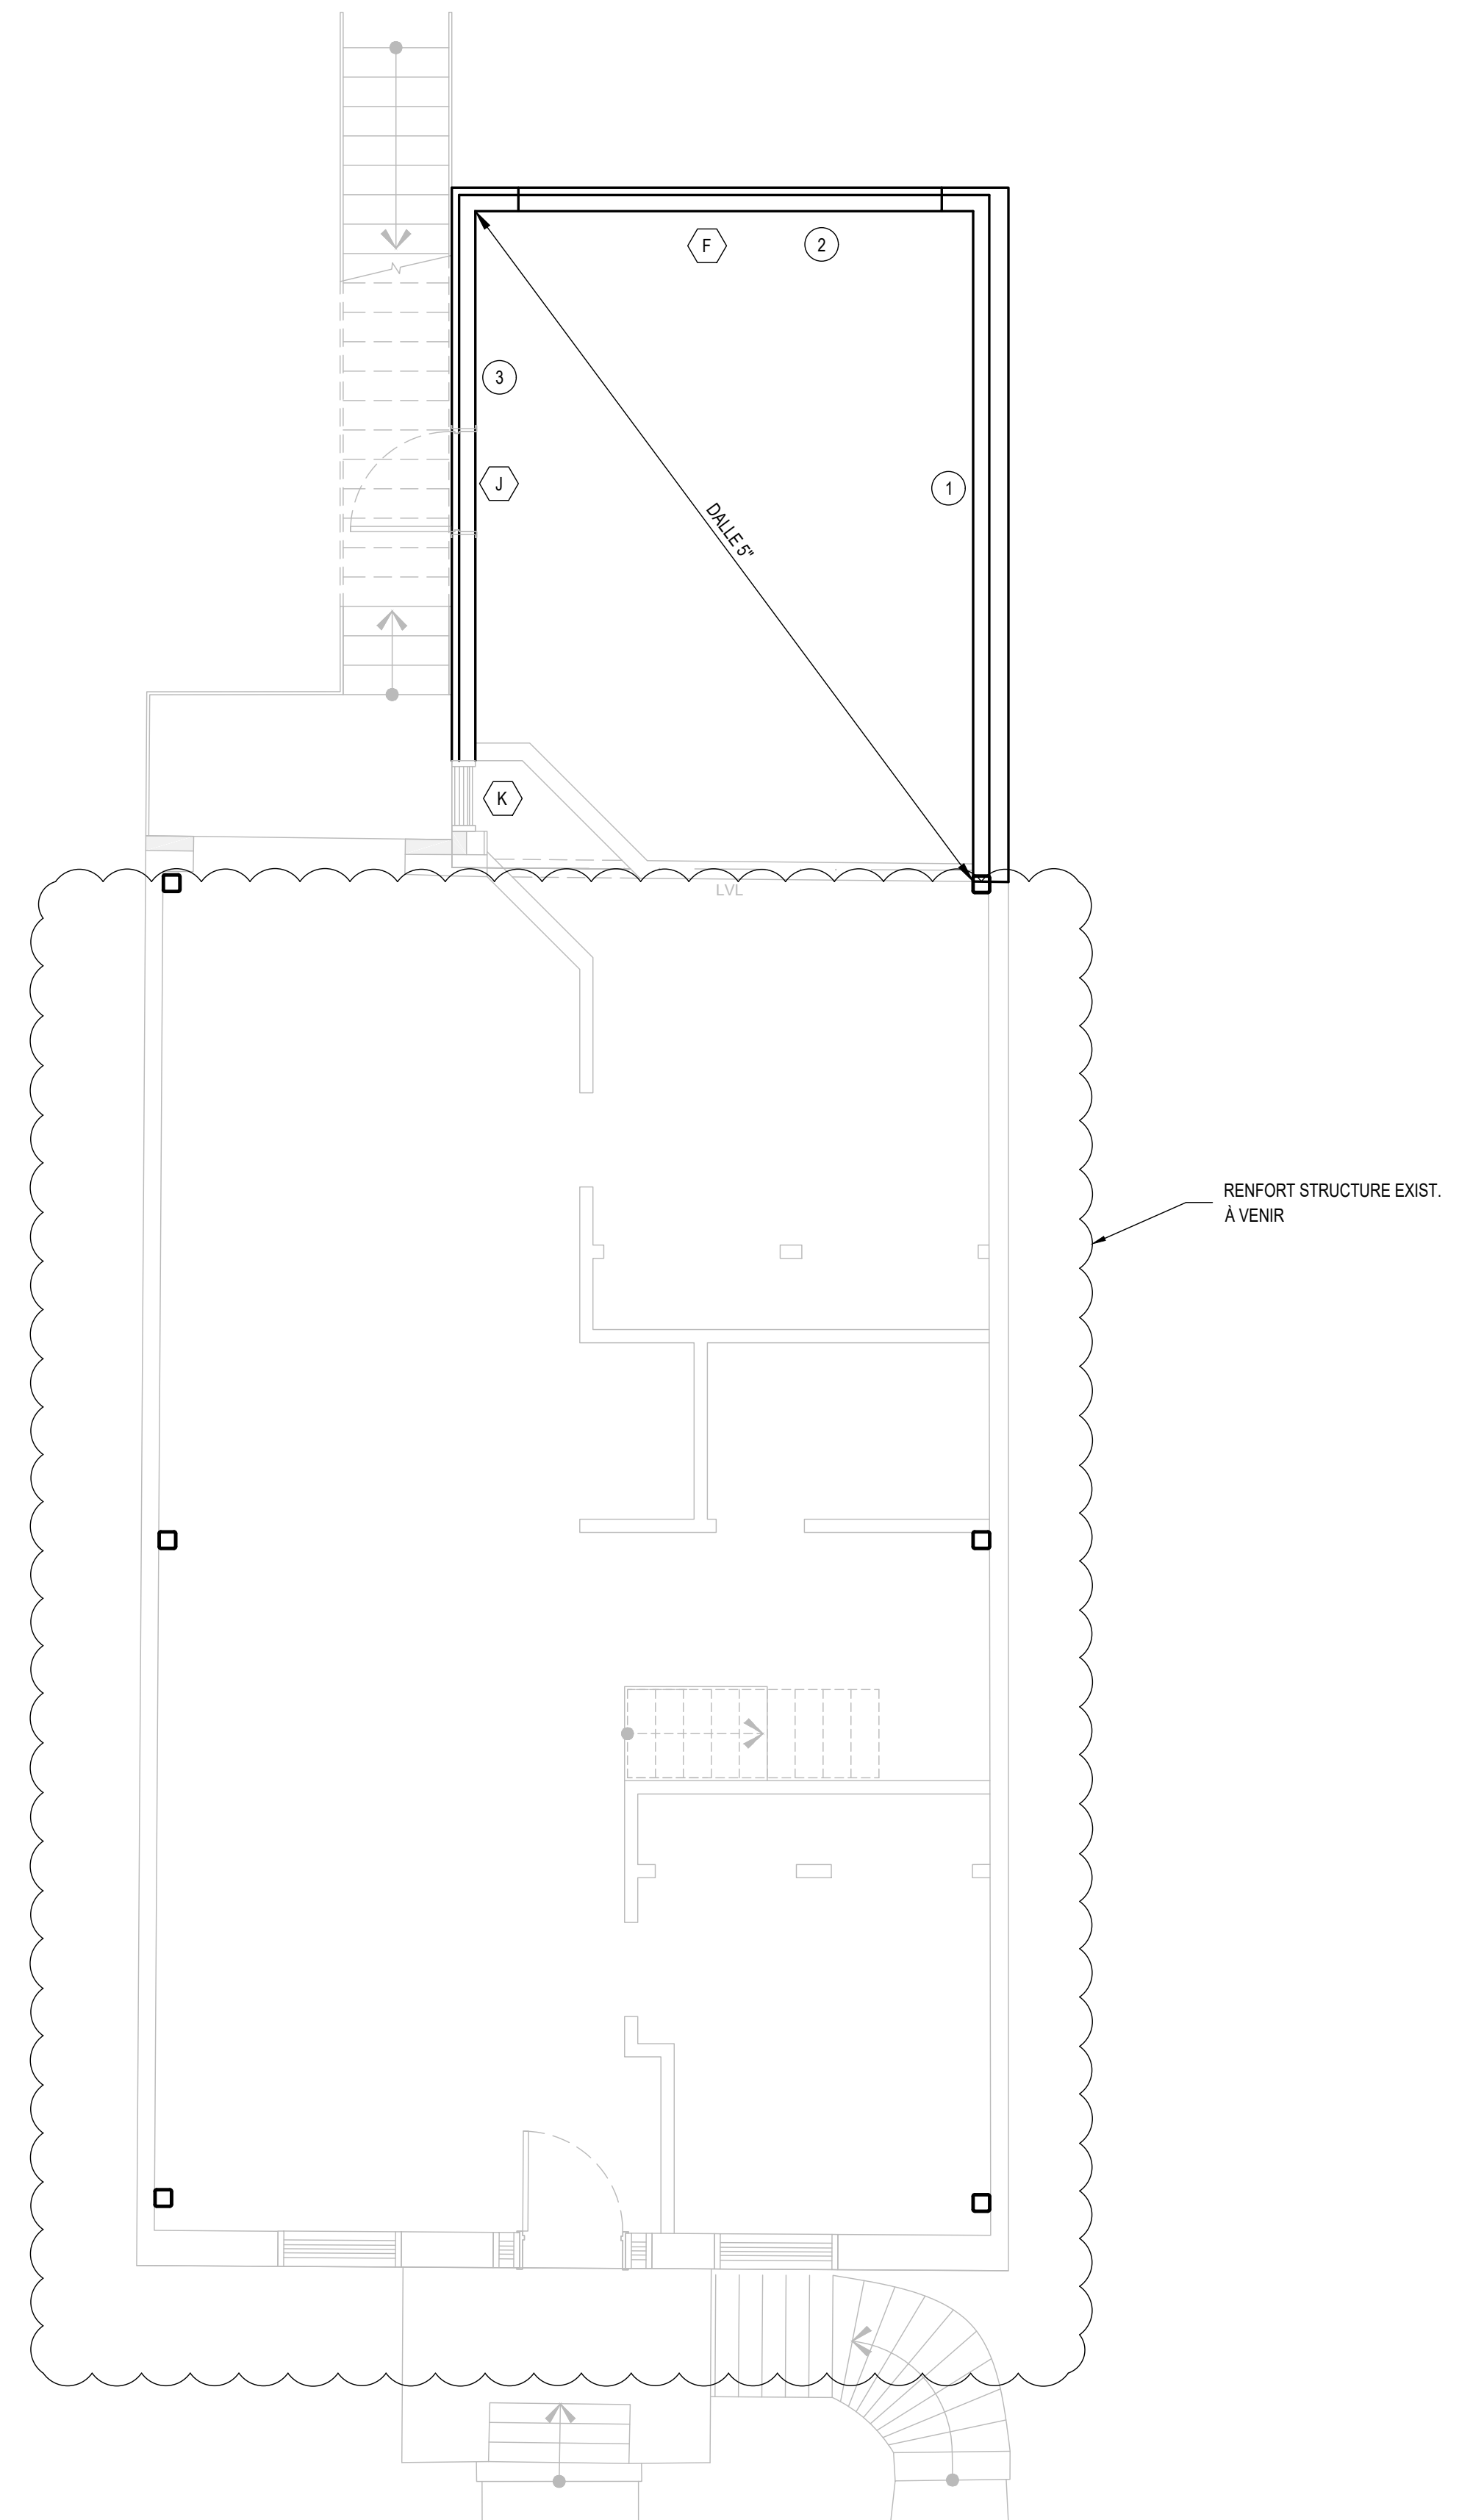 F
2
3
J
1
DALLE 5"
K
LVL
RENFORT STRUCTURE EXIST.
À VENIR